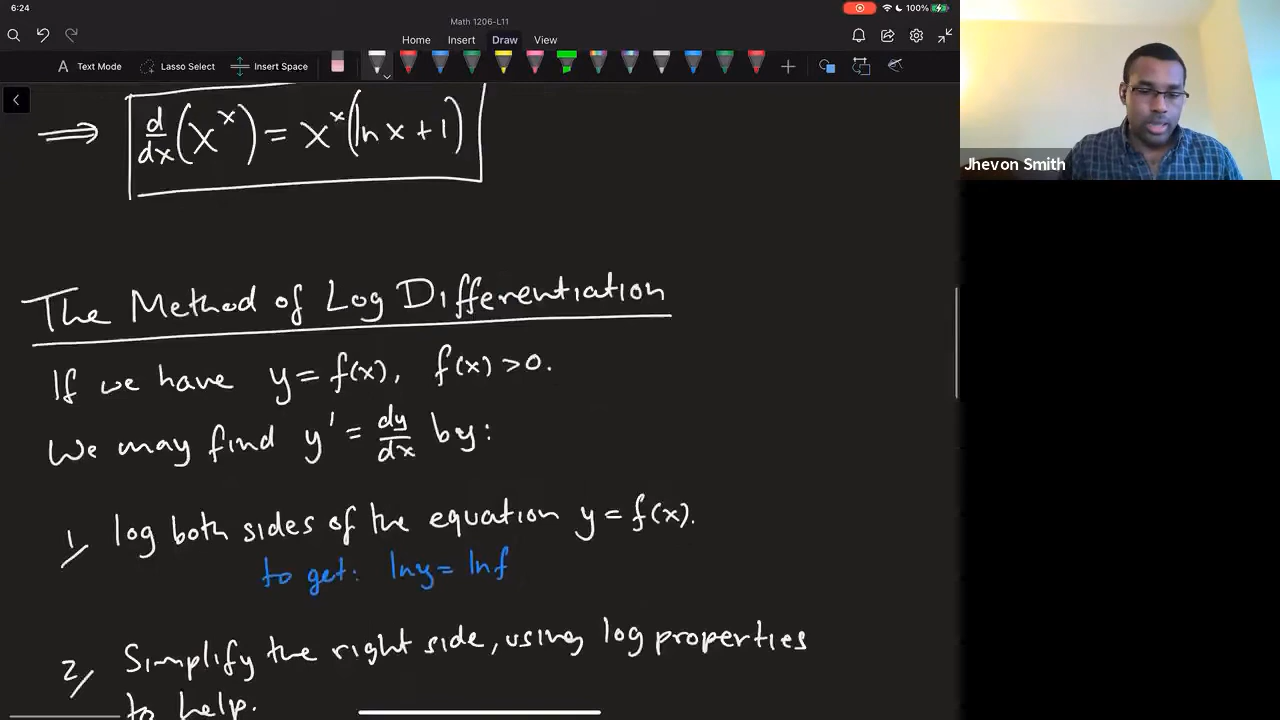 6:24
100%
Math 1206-L11
Home Insert Draw View
Text Mode Lasso Select Insert Space
⟹ d/dx (x^x) = x^x (ln x + 1)
The Method of Log Differentiation
If we have y = f(x), f(x) > 0.
We may find y' = dy/dx by:
1/ log both sides of the equation y = f(x).
to get: ln y = ln f
2/ Simplify the right side, using log properties
to help.
Jhevon Smith